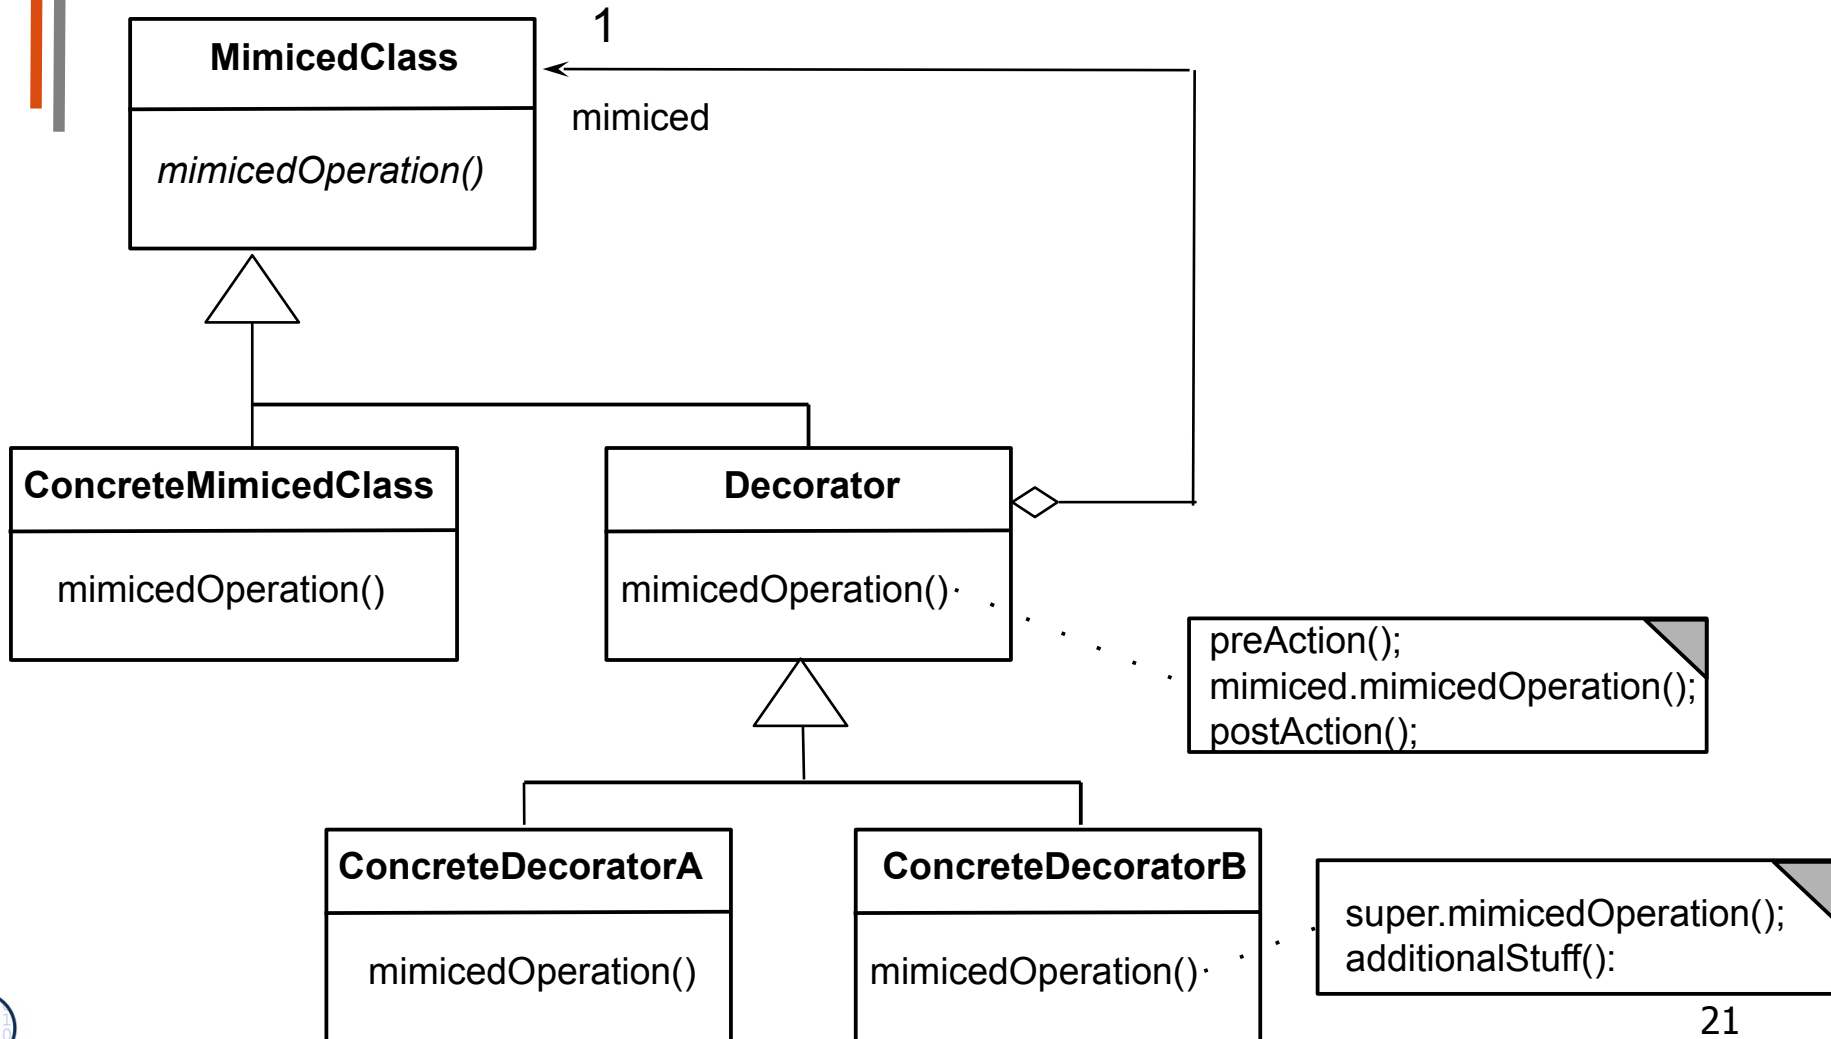 MimicedClass
1
mimiced
mimicedOperation()
ConcreteMimicedClass
Decorator
mimicedOperation()
mimicedOperation()
preAction();
mimiced.mimicedOperation();
postAction();
ConcreteDecoratorA
ConcreteDecoratorB
mimicedOperation()
mimicedOperation()
super.mimicedOperation();
additionalStuff():
21